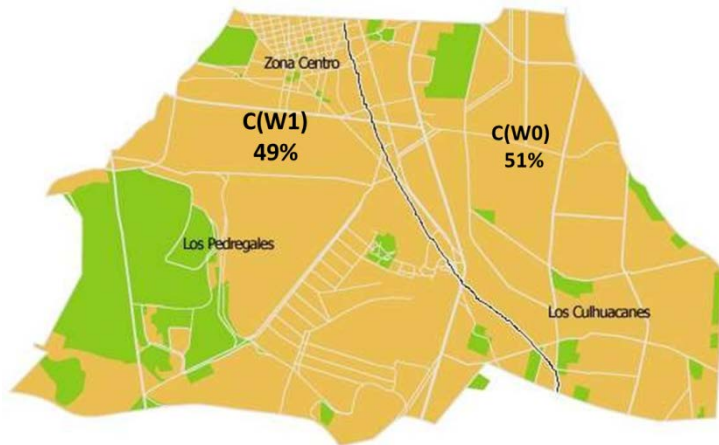 Zona Centro
C(W1)
49%
C(W0)
51%
Los Pedregales
Los Culhuacanes